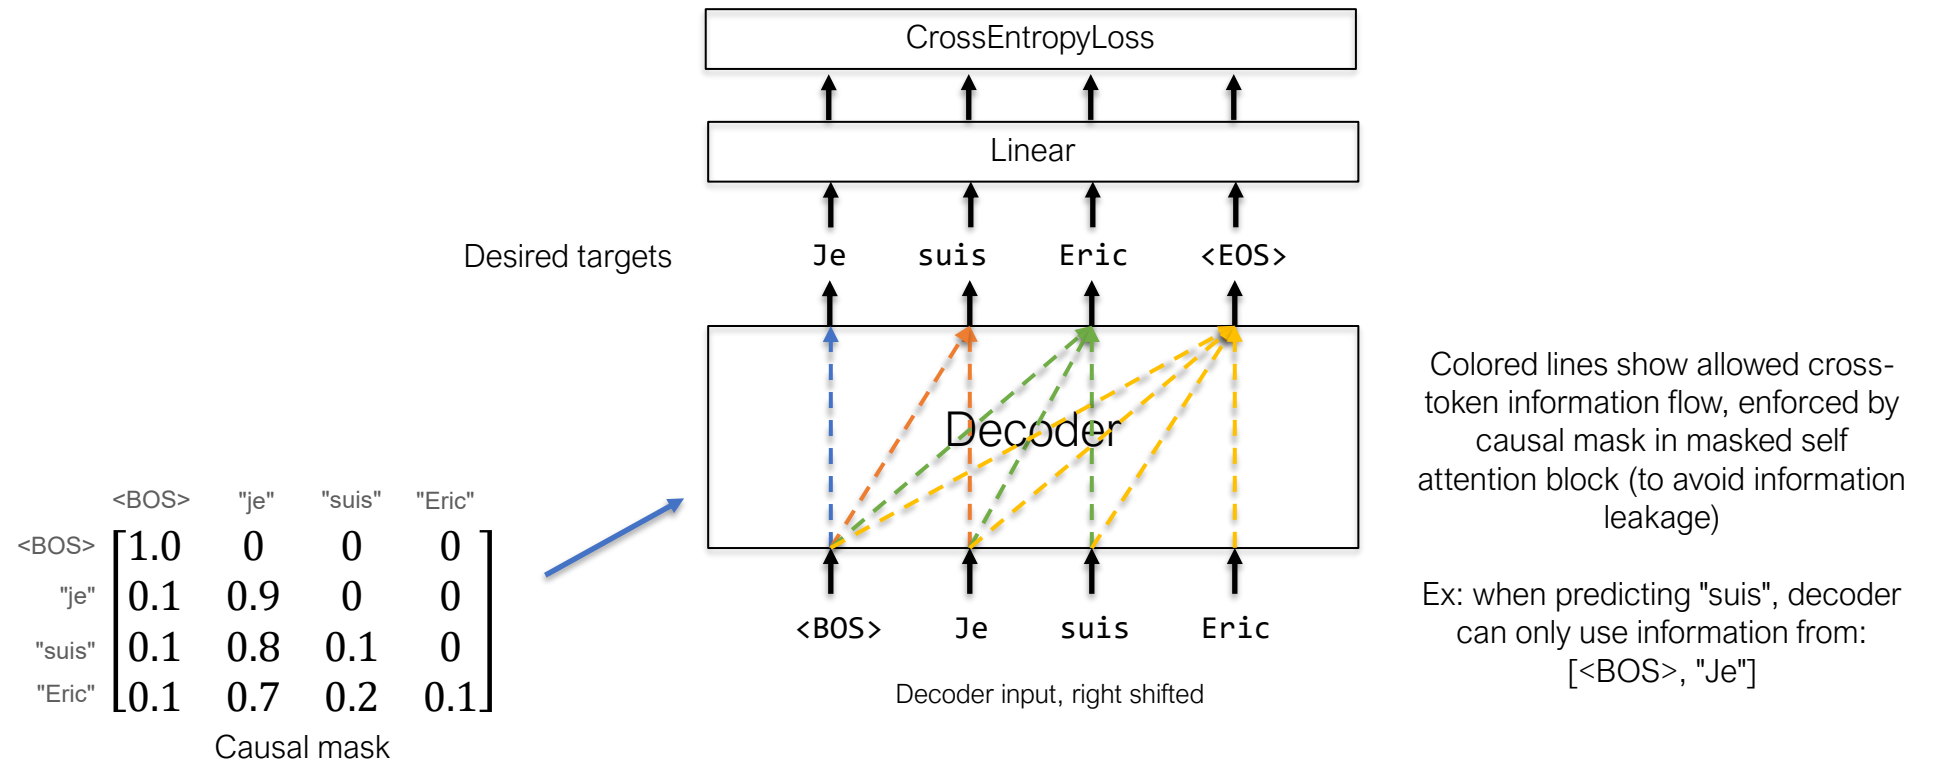 CrossEntropyLoss
Linear
Desired targets
Je suis Eric <EOS>
Decoder
<BOS> Je suis Eric
Decoder input, right shifted
<BOS> "je" "suis" "Eric"
<BOS> 1.0 0 0 0
"je" 0.1 0.9 0 0
"suis" 0.1 0.8 0.1 0
"Eric" 0.1 0.7 0.2 0.1
Causal mask
Colored lines show allowed cross-
token information flow, enforced by
causal mask in masked self
attention block (to avoid information
leakage)
Ex: when predicting "suis", decoder
can only use information from:
[<BOS>, "Je"]